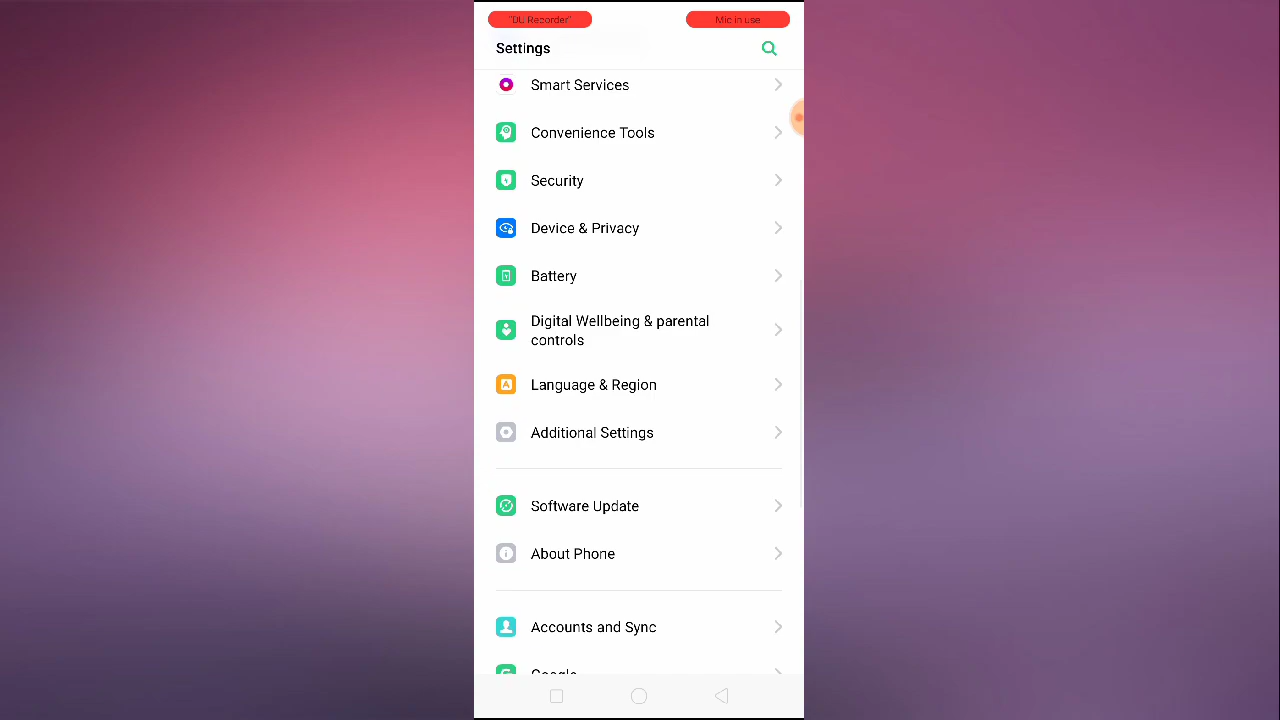 "DU Recorder"
Mic in use
Settings
Smart Services
Convenience Tools
Security
Device & Privacy
Battery
Digital Wellbeing & parental
controls
Language & Region
Additional Settings
Software Update
About Phone
Accounts and Sync
Google